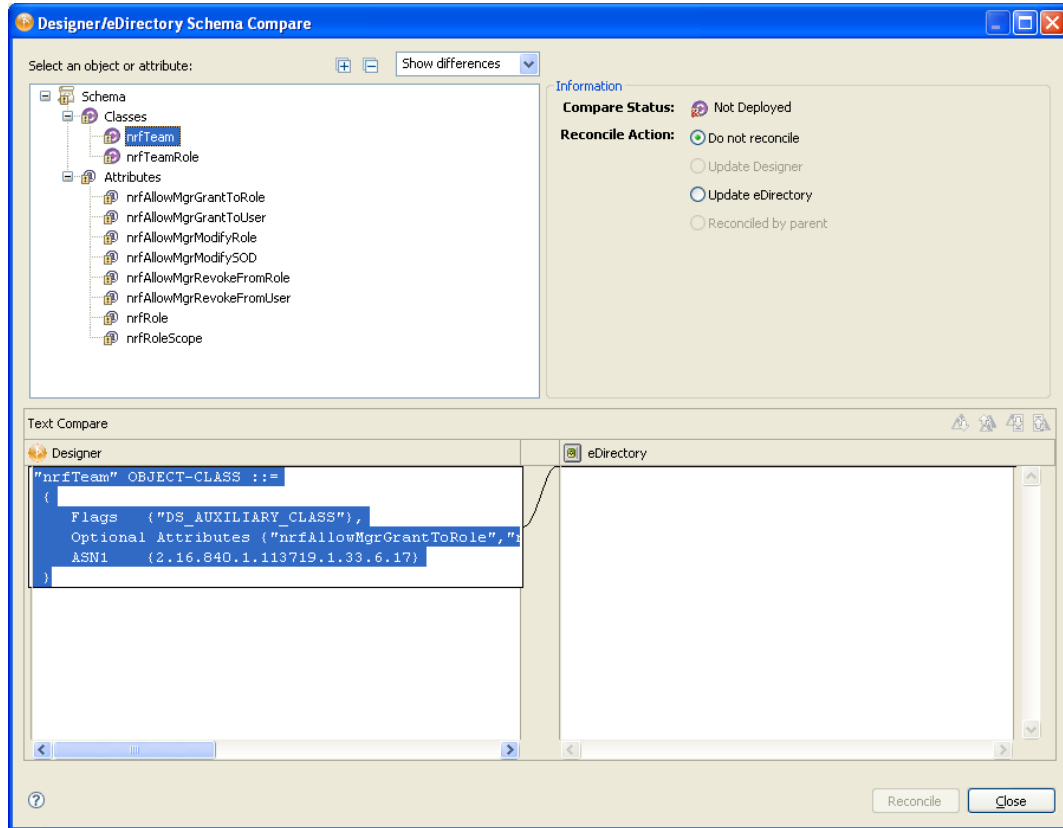 Designer/eDirectory Schema Compare
Select an object or attribute:
Show differences
Schema
Classes
nrfTeam
nrfTeamRole
Attributes
nrfAllowMgrGrantToRole
nrfAllowMgrGrantToUser
nrfAllowMgrModifyRole
nrfAllowMgrModifySOD
nrfAllowMgrRevokeFromRole
nrfAllowMgrRevokeFromUser
nrfRole
nrfRoleScope
Information
Compare Status: Not Deployed
Reconcile Action: Do not reconcile
Update Designer
Update eDirectory
Reconciled by parent
Text Compare
Designer
eDirectory
"nrfTeam" OBJECT-CLASS ::=
{
Flags {"DS_AUXILIARY_CLASS"},
Optional Attributes {"nrfAllowMgrGrantToRole","
ASN1 {2.16.840.1.113719.1.33.6.17}
}
Reconcile
Close